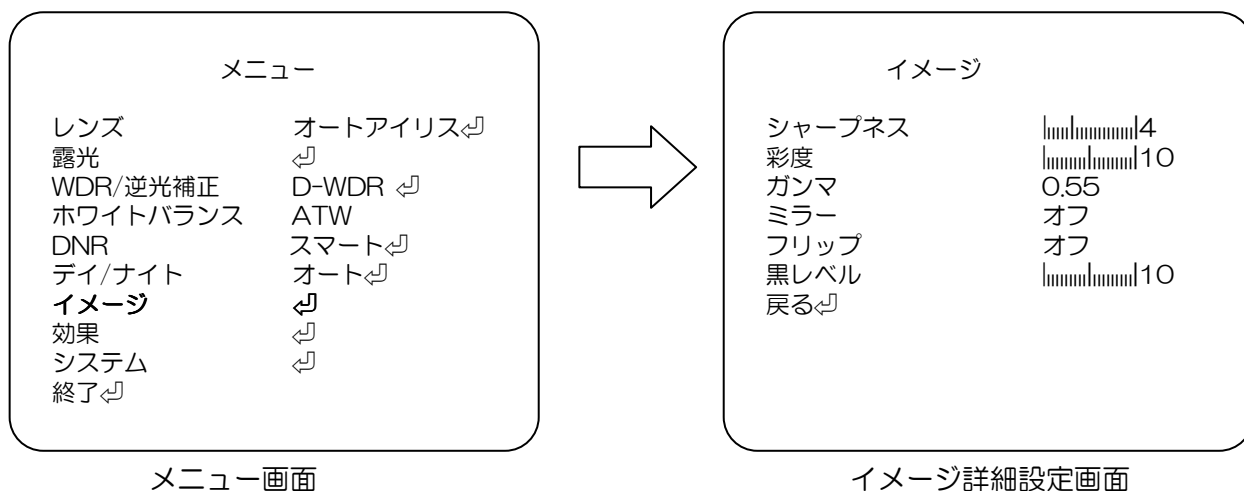 メニュー
レンズ オートアイリス⏎
露光 ⏎
WDR/逆光補正 D-WDR ⏎
ホワイトバランス ATW
DNR スマート⏎
デイ/ナイト オート⏎
イメージ ⏎
効果 ⏎
システム ⏎
終了⏎
メニュー画面
イメージ
シャープネス 4
彩度 10
ガンマ 0.55
ミラー オフ
フリップ オフ
黒レベル 10
戻る⏎
イメージ詳細設定画面